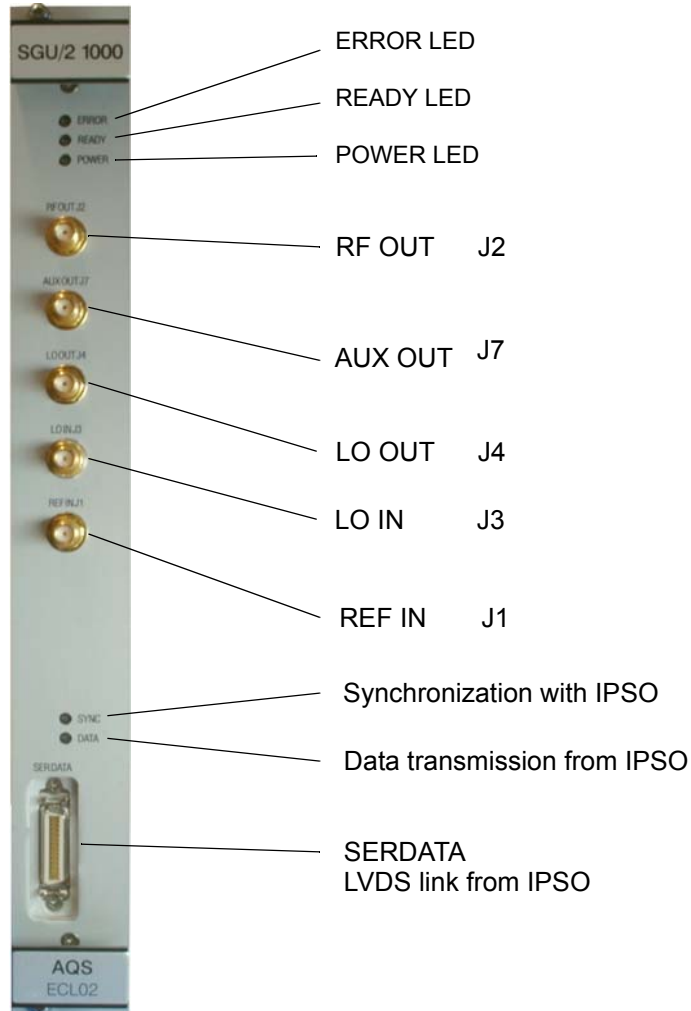 SGU/2 1000
ERROR LED
READY LED
POWER LED
ERROR
READY
POWER
RF OUT J2
RF OUT J2
AUX OUT J7
AUX OUT J7
LO OUT J4
LO OUT J4
LO IN J3
LO IN J3
REF IN J1
REF IN J1
Synchronization with IPSO
SYNC
DATA
Data transmission from IPSO
SERDATA
SERDATA
LVDS link from IPSO
AQS
ECL02